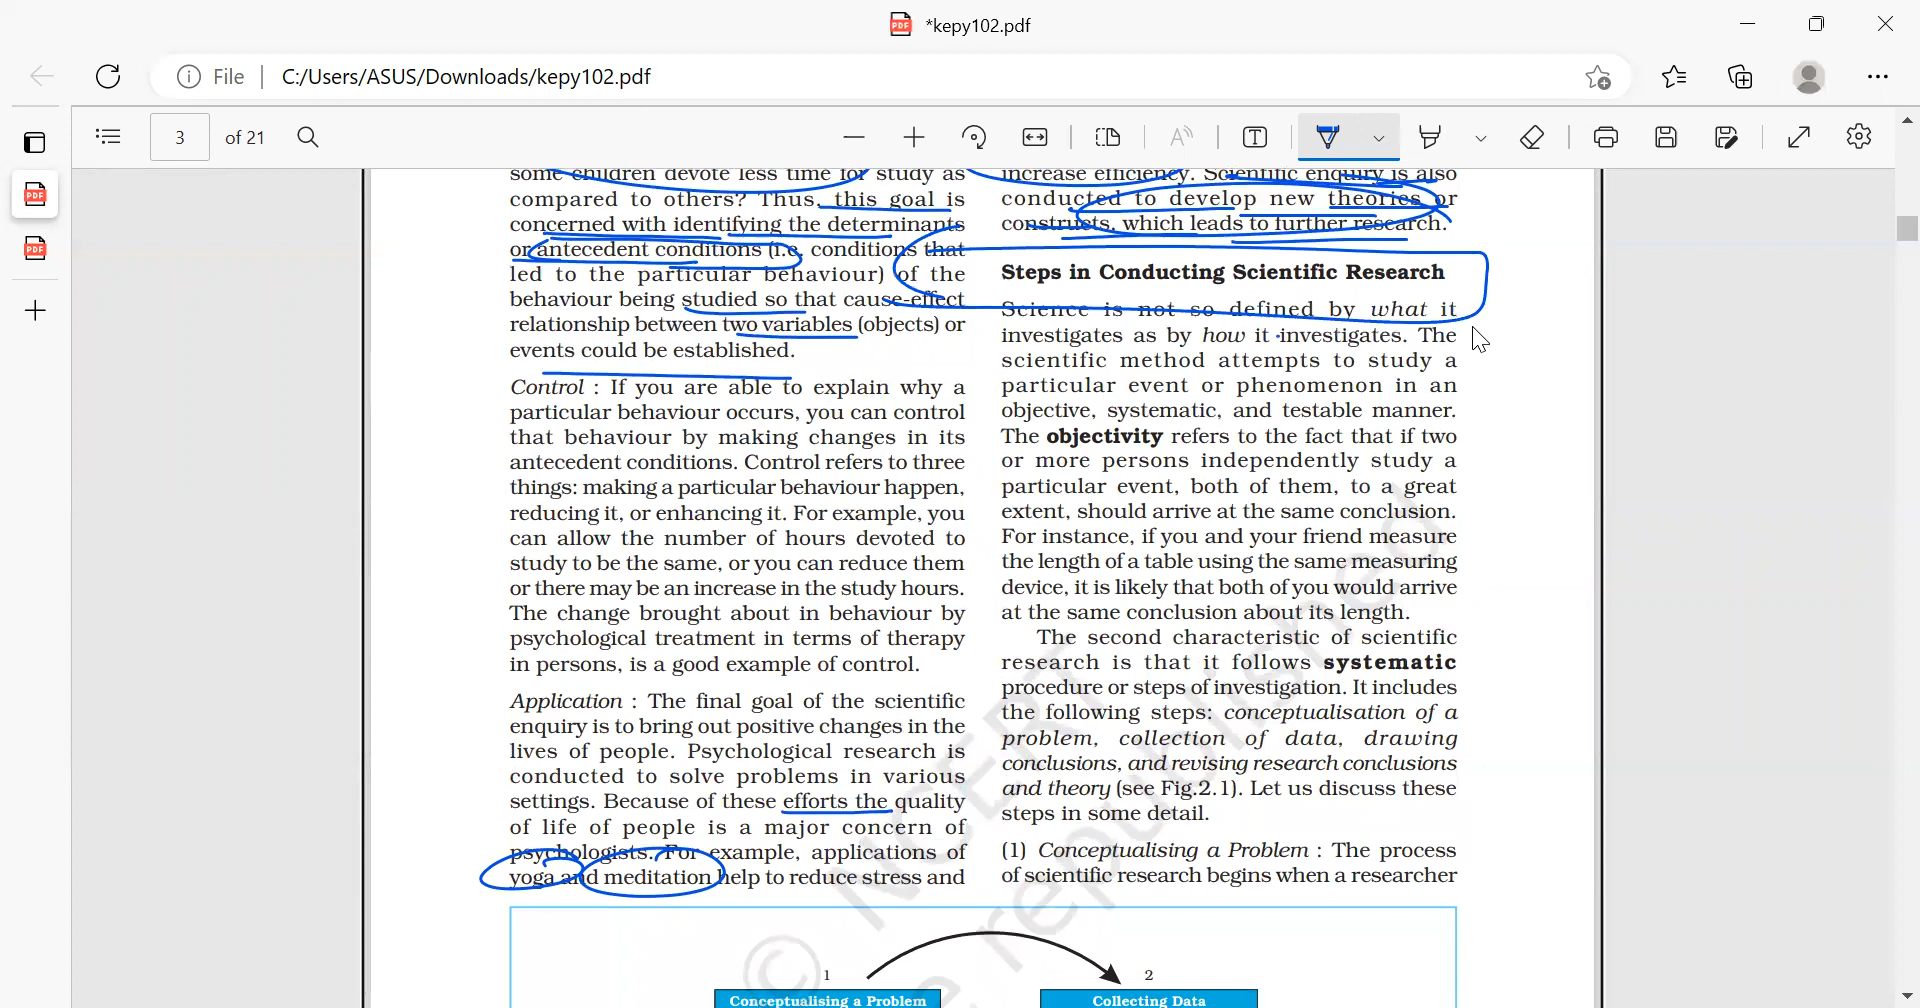 *kepy102.pdf
File
C:/Users/ASUS/Downloads/kepy102.pdf
3 of 21
some children devote less time for study as
compared to others? Thus, this goal is
concerned with identifying the determinants
or antecedent conditions (i.e. conditions that
led to the particular behaviour) of the
behaviour being studied so that cause-effect
relationship between two variables (objects) or
events could be established.
Control : If you are able to explain why a
particular behaviour occurs, you can control
that behaviour by making changes in its
antecedent conditions. Control refers to three
things: making a particular behaviour happen,
reducing it, or enhancing it. For example, you
can allow the number of hours devoted to
study to be the same, or you can reduce them
or there may be an increase in the study hours.
The change brought about in behaviour by
psychological treatment in terms of therapy
in persons, is a good example of control.
Application : The final goal of the scientific
enquiry is to bring out positive changes in the
lives of people. Psychological research is
conducted to solve problems in various
settings. Because of these efforts the quality
of life of people is a major concern of
psychologists. For example, applications of
yoga and meditation help to reduce stress and
increase efficiency. Scientific enquiry is also
conducted to develop new theories or
constructs, which leads to further research.
Steps in Conducting Scientific Research
Science is not so defined by what it
investigates as by how it investigates. The
scientific method attempts to study a
particular event or phenomenon in an
objective, systematic, and testable manner.
The objectivity refers to the fact that if two
or more persons independently study a
particular event, both of them, to a great
extent, should arrive at the same conclusion.
For instance, if you and your friend measure
the length of a table using the same measuring
device, it is likely that both of you would arrive
at the same conclusion about its length.
The second characteristic of scientific
research is that it follows systematic
procedure or steps of investigation. It includes
the following steps: conceptualisation of a
problem, collection of data, drawing
conclusions, and revising research conclusions
and theory (see Fig.2.1). Let us discuss these
steps in some detail.
(1) Conceptualising a Problem : The process
of scientific research begins when a researcher
1
2
Conceptualising a Problem
Collecting Data
© NCERT
e republished